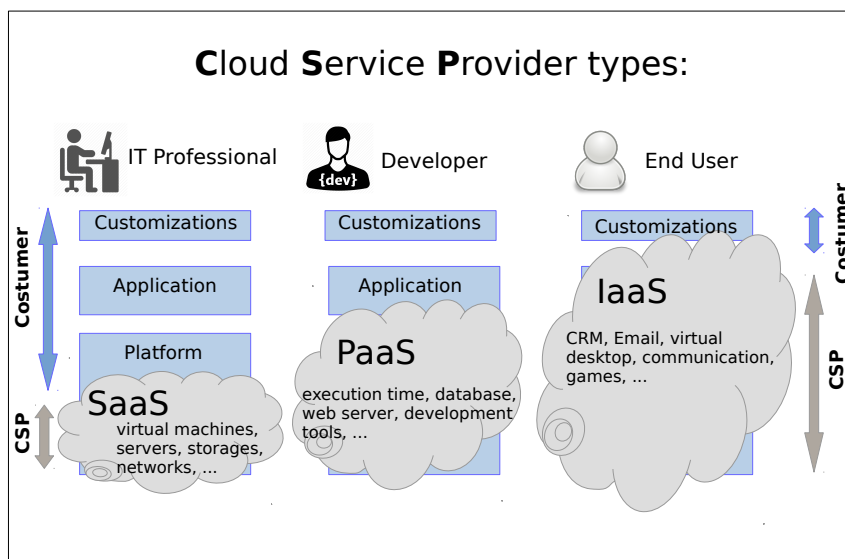 Cloud Service Provider types:
IT Professional
Developer
{dev}
End User
Costumer
CSP
Customizations
Application
Platform
SaaS
virtual machines,
servers, storages,
networks, ...
Customizations
Application
PaaS
execution time, database,
web server, development
tools, ...
Customizations
IaaS
CRM, Email, virtual
desktop, communication,
games, ...
Costumer
CSP